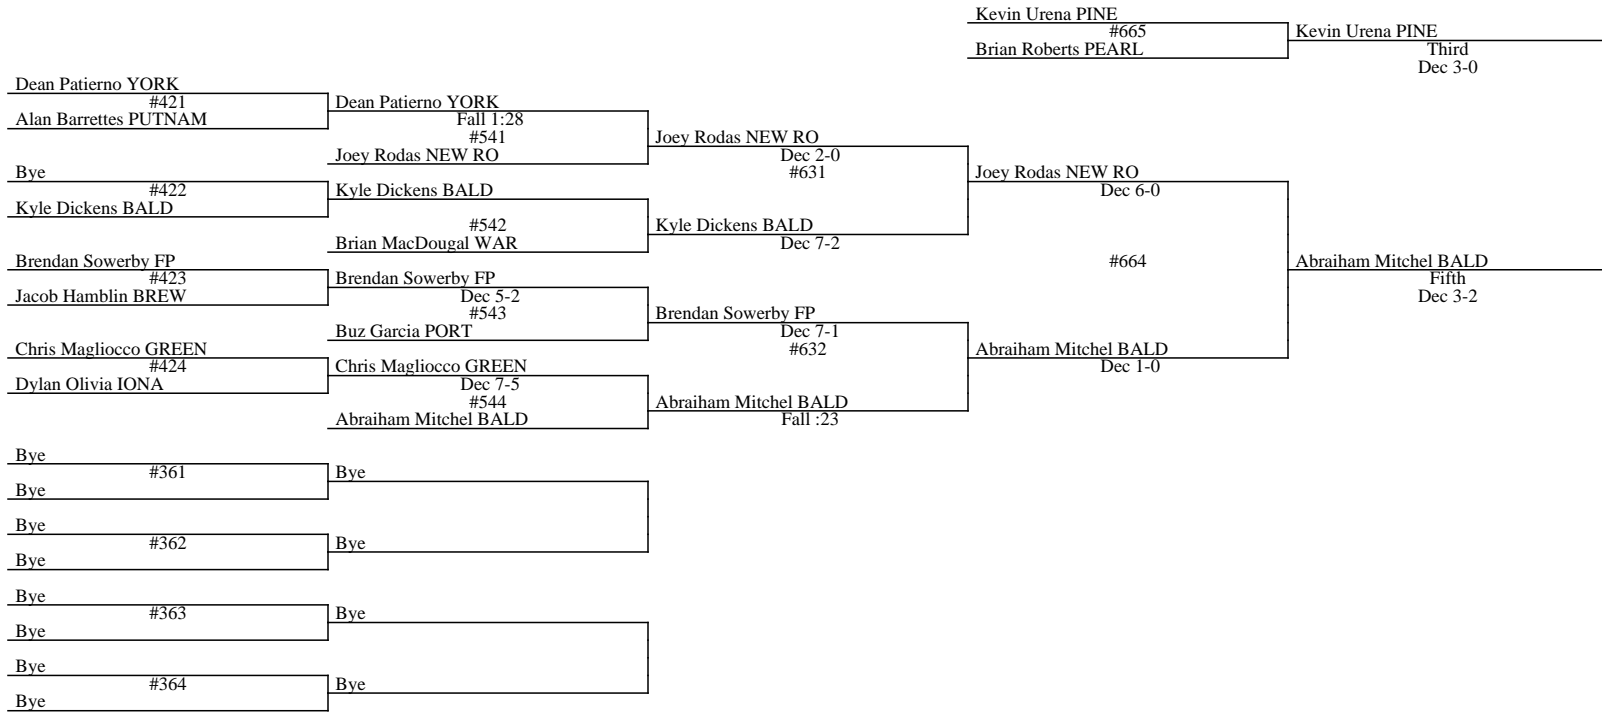 Kevin Urena PINE
#665
Brian Roberts PEARL
Kevin Urena PINE
Third
Dec 3-0
Dean Patierno YORK
#421
Alan Barrettes PUTNAM
Bye
#422
Kyle Dickens BALD
Brendan Sowerby FP
#423
Jacob Hamblin BREW
Chris Magliocco GREEN
#424
Dylan Olivia IONA
Dean Patierno YORK
Fall 1:28
#541
Joey Rodas NEW RO
Kyle Dickens BALD
#542
Brian MacDougal WAR
Brendan Sowerby FP
Dec 5-2
#543
Buz Garcia PORT
Chris Magliocco GREEN
Dec 7-5
#544
Abraiham Mitchel BALD
Joey Rodas NEW RO
Dec 2-0
#631
Kyle Dickens BALD
Dec 7-2
Brendan Sowerby FP
Dec 7-1
#632
Abraiham Mitchel BALD
Fall :23
Joey Rodas NEW RO
Dec 6-0
#664
Abraiham Mitchel BALD
Dec 1-0
Abraiham Mitchel BALD
Fifth
Dec 3-2
Bye
#361
Bye
Bye
#362
Bye
Bye
#363
Bye
Bye
#364
Bye
Bye
Bye
Bye
Bye